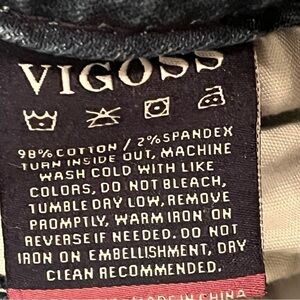 VIGOSS
98% COTTON / 2% SPANDEX
TURN INSIDE OUT, MACHINE
WASH COLD WITH LIKE
COLORS, DO NOT BLEACH,
TUMBLE DRY LOW, REMOVE
PROMPTLY, WARM IRON ON
REVERSE IF NEEDED. DO NOT
IRON ON EMBELLISHMENT, DRY
CLEAN RECOMMENDED.
MADE IN CHINA